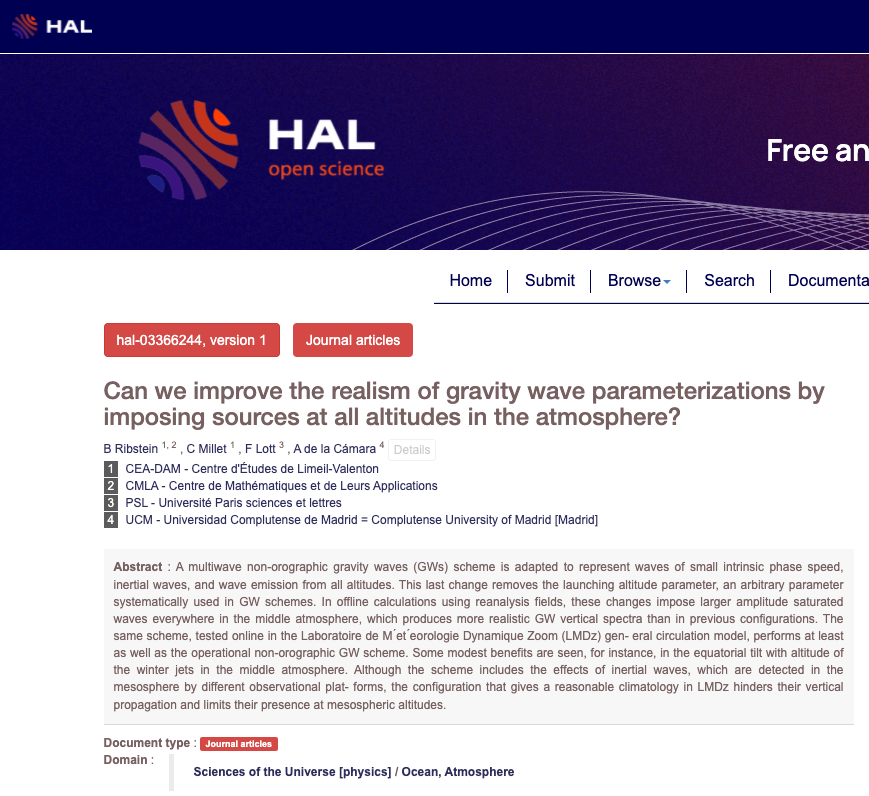 HAL
HAL
open science
Free an
Home Submit Browse Search Documenta
hal-03366244, version 1 Journal articles
Can we improve the realism of gravity wave parameterizations by
imposing sources at all altitudes in the atmosphere?
B Ribstein 1, 2 , C Millet 1 , F Lott 3 , A de la Cámara 4 Details
1 CEA-DAM - Centre d'Études de Limeil-Valenton
2 CMLA - Centre de Mathématiques et de Leurs Applications
3 PSL - Université Paris sciences et lettres
4 UCM - Universidad Complutense de Madrid = Complutense University of Madrid [Madrid]
Abstract : A multiwave non-orographic gravity waves (GWs) scheme is adapted to represent waves of small intrinsic phase speed,
inertial waves, and wave emission from all altitudes. This last change removes the launching altitude parameter, an arbitrary parameter
systematically used in GW schemes. In offline calculations using reanalysis fields, these changes impose larger amplitude saturated
waves everywhere in the middle atmosphere, which produces more realistic GW vertical spectra than in previous configurations. The
same scheme, tested online in the Laboratoire de M´et´eorologie Dynamique Zoom (LMDz) gen- eral circulation model, performs at least
as well as the operational non-orographic GW scheme. Some modest benefits are seen, for instance, in the equatorial tilt with altitude of
the winter jets in the middle atmosphere. Although the scheme includes the effects of inertial waves, which are detected in the
mesosphere by different observational plat- forms, the configuration that gives a reasonable climatology in LMDz hinders their vertical
propagation and limits their presence at mesospheric altitudes.
Document type : Journal articles
Domain :
Sciences of the Universe [physics] / Ocean, Atmosphere